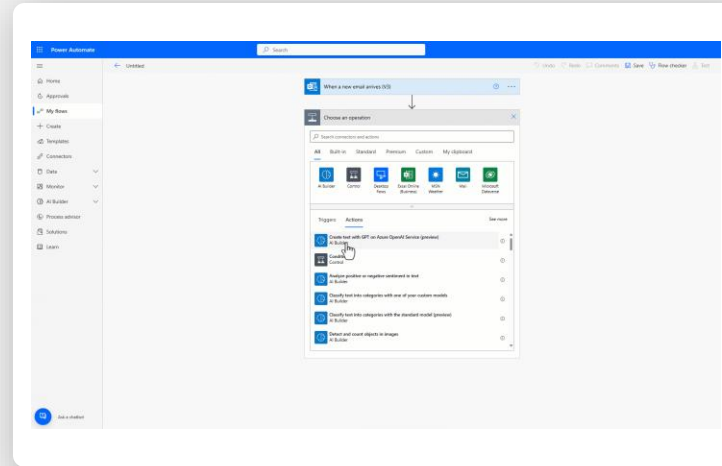 Power Automate
Search
Untitled
Undo Redo Comments Save Flow checker Test
Home
Approvals
My flows
Create
Templates
Connectors
Data
Monitor
AI Builder
Process advisor
Solutions
Learn
Ask a chatbot
When a new email arrives (V3)
Choose an operation
Search connectors and actions
All Built-in Standard Premium Custom My clipboard
AI Builder Control Desktop flows Excel Online (Business) MSN Weather Mail Microsoft Dataverse
Triggers Actions See more
Create text with GPT on Azure OpenAI Service (preview)
AI Builder
Control
Analyze positive or negative sentiment in text
AI Builder
Classify text into categories with one of your custom models
AI Builder
Classify text into categories with the standard model (preview)
AI Builder
Detect and count objects in images
AI Builder